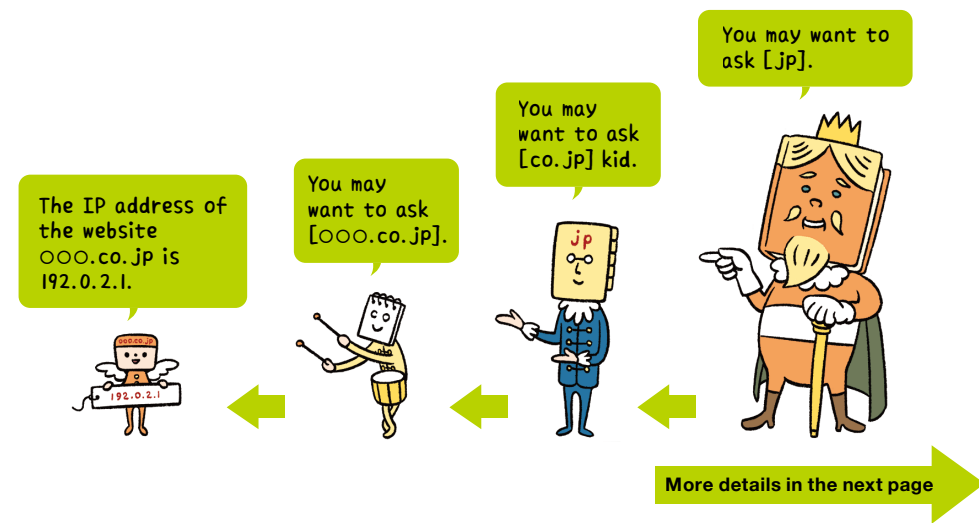 You may want to
ask [jp].
You may
want to ask
[co.jp] kid.
You may
want to ask
[○○○.co.jp].
The IP address of
the website
○○○.co.jp is
192.0.2.1.
jp
○○○.co.jp
192.0.2.1
More details in the next page